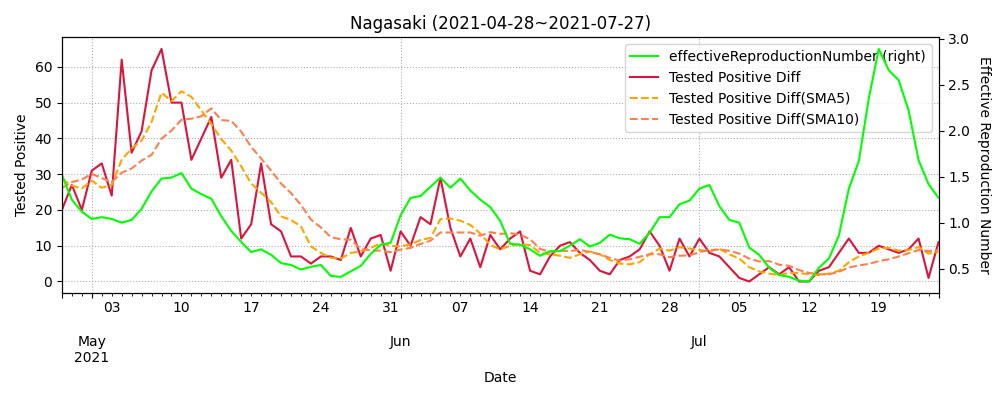 Nagasaki (2021-04-28~2021-07-27)
effectiveReproductionNumber (right)
Tested Positive Diff
Tested Positive Diff(SMA5)
Tested Positive Diff(SMA10)
Tested Positive
60
50
40
30
20
10
0
Effective Reproduction Number
3.0
2.5
2.0
1.5
1.0
0.5
03 10 17 24 31 07 14 21 28 05 12 19
May Jun Jul
2021
Date